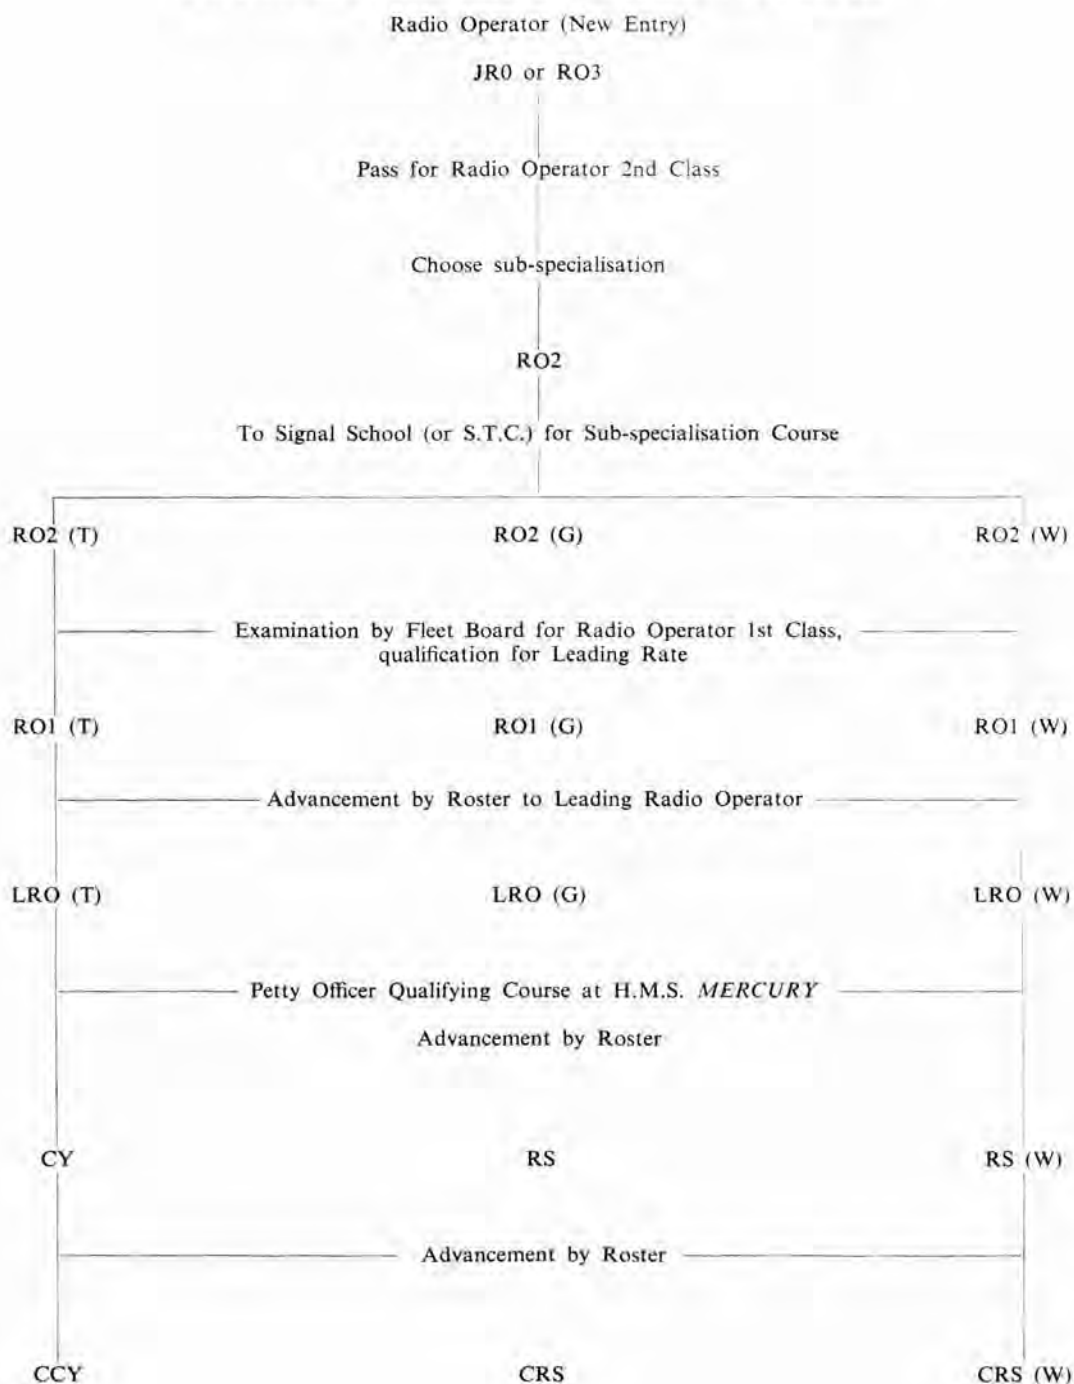 Radio Operator (New Entry)
JR0 or RO3
Pass for Radio Operator 2nd Class
Choose sub-specialisation
RO2
To Signal School (or S.T.C.) for Sub-specialisation Course
RO2 (T) RO2 (G) RO2 (W)
Examination by Fleet Board for Radio Operator 1st Class,
qualification for Leading Rate
RO1 (T) RO1 (G) RO1 (W)
Advancement by Roster to Leading Radio Operator
LRO (T) LRO (G) LRO (W)
Petty Officer Qualifying Course at H.M.S. MERCURY
Advancement by Roster
CY RS RS (W)
Advancement by Roster
CCY CRS CRS (W)